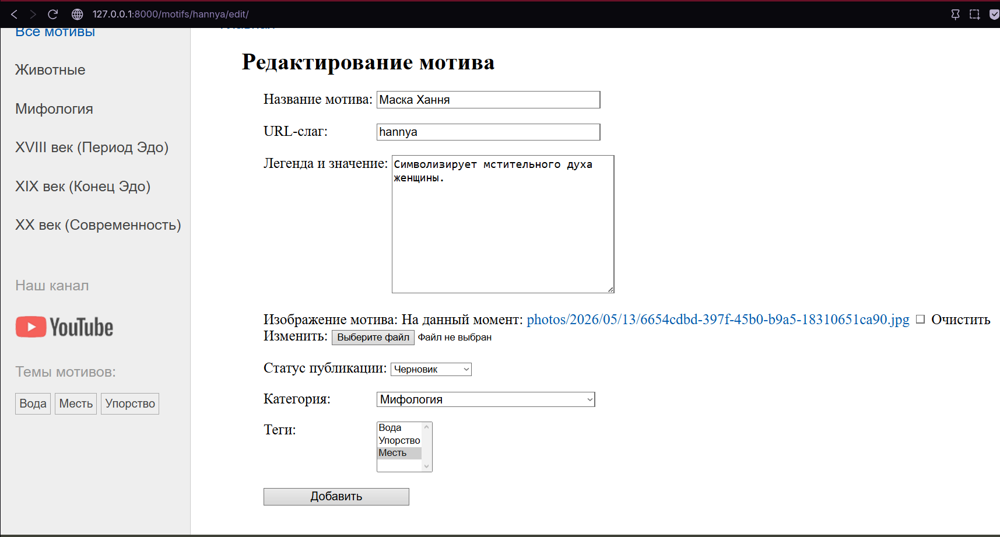 127.0.0.1:8000/motifs/hannya/edit/
Все мотивы
Животные
Мифология
XVIII век (Период Эдо)
XIX век (Конец Эдо)
XX век (Современность)
Наш канал
YouTube
Темы мотивов:
Вода Месть Упорство
Редактирование мотива
Название мотива: Маска Хання
URL-слаг: hannya
Легенда и значение: Символизирует мстительного духа
женщины.
Изображение мотива: На данный момент: photos/2026/05/13/6654cdbd-397f-45b0-b9a5-18310651ca90.jpg Очистить
Изменить: Выберите файл Файл не выбран
Статус публикации: Черновик
Категория: Мифология
Теги: Вода
Упорство
Месть
Добавить